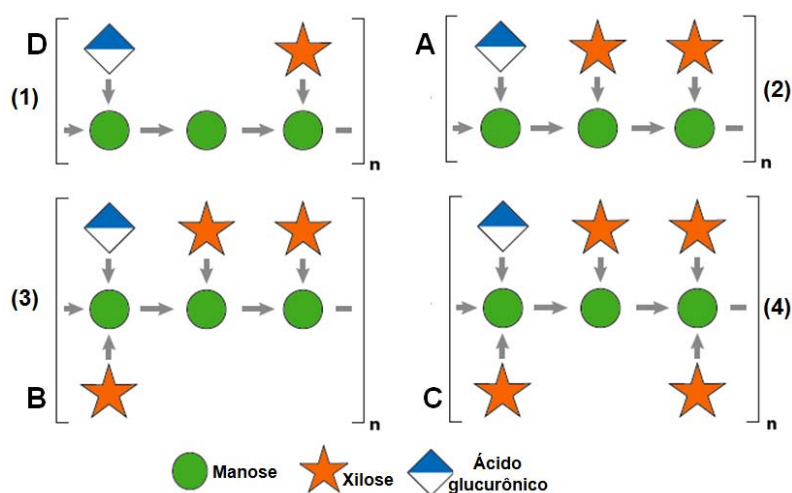 D
A
(1)
(2)
n
n
(3)
(4)
B
C
n
n
Manose
Xilose
Ácido
glucurônico